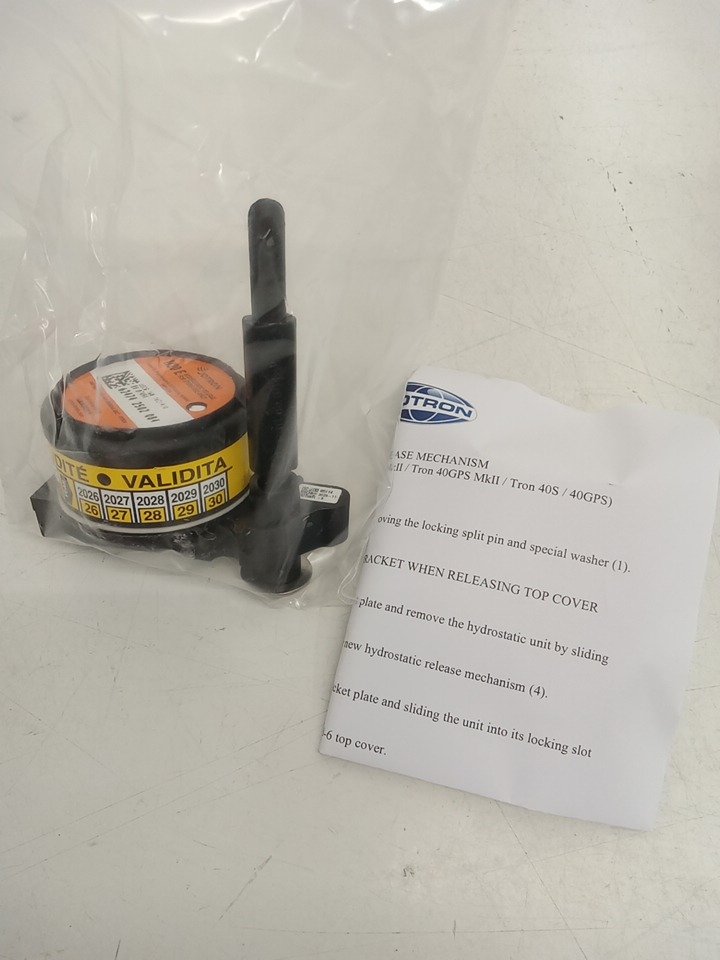 DITÉ ● VALIDITA
2026 2027 2028 2029 2030
26 27 28 29 30
OTRON
EASE MECHANISM
kII / Tron 40GPS MkII / Tron 40S / 40GPS)
oving the locking split pin and special washer (1).
RACKET WHEN RELEASING TOP COVER
plate and remove the hydrostatic unit by sliding
new hydrostatic release mechanism (4).
cket plate and sliding the unit into its locking slot
-6 top cover.